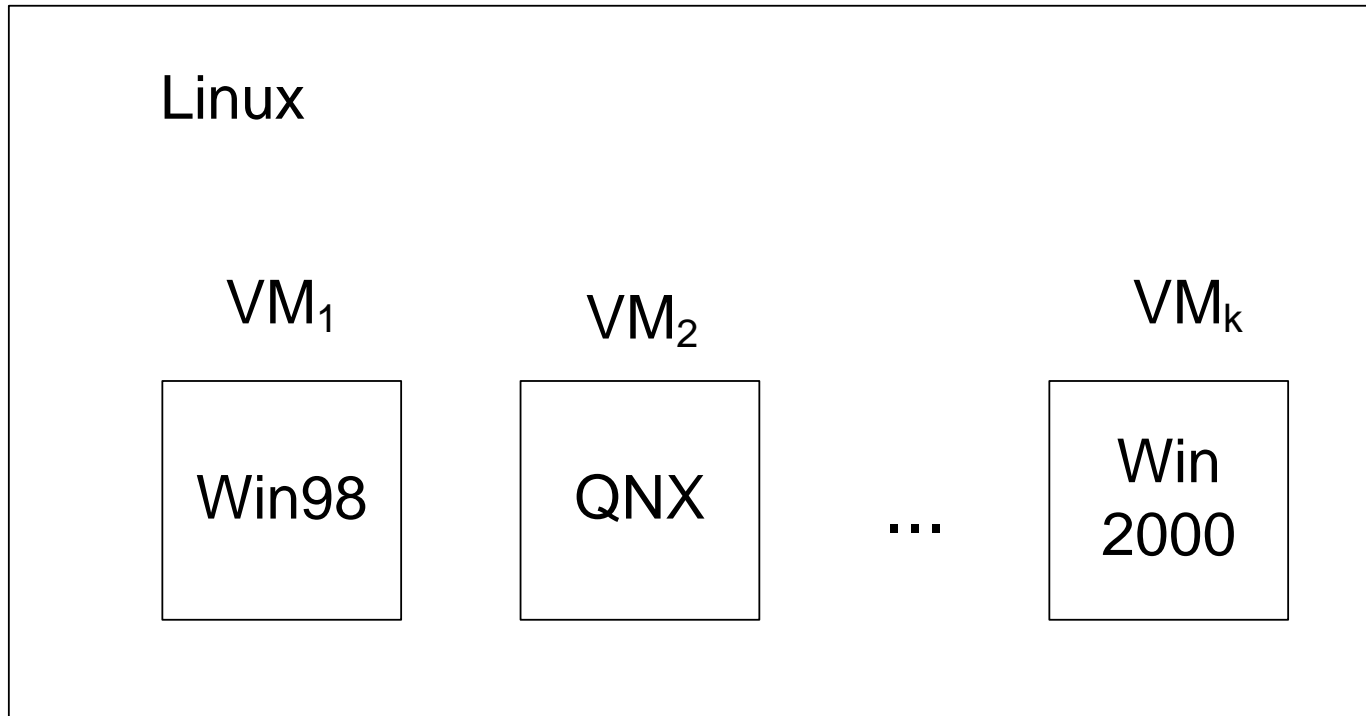 Linux
VM₁
VM₂
VMₖ
Win98
QNX
...
Win
2000